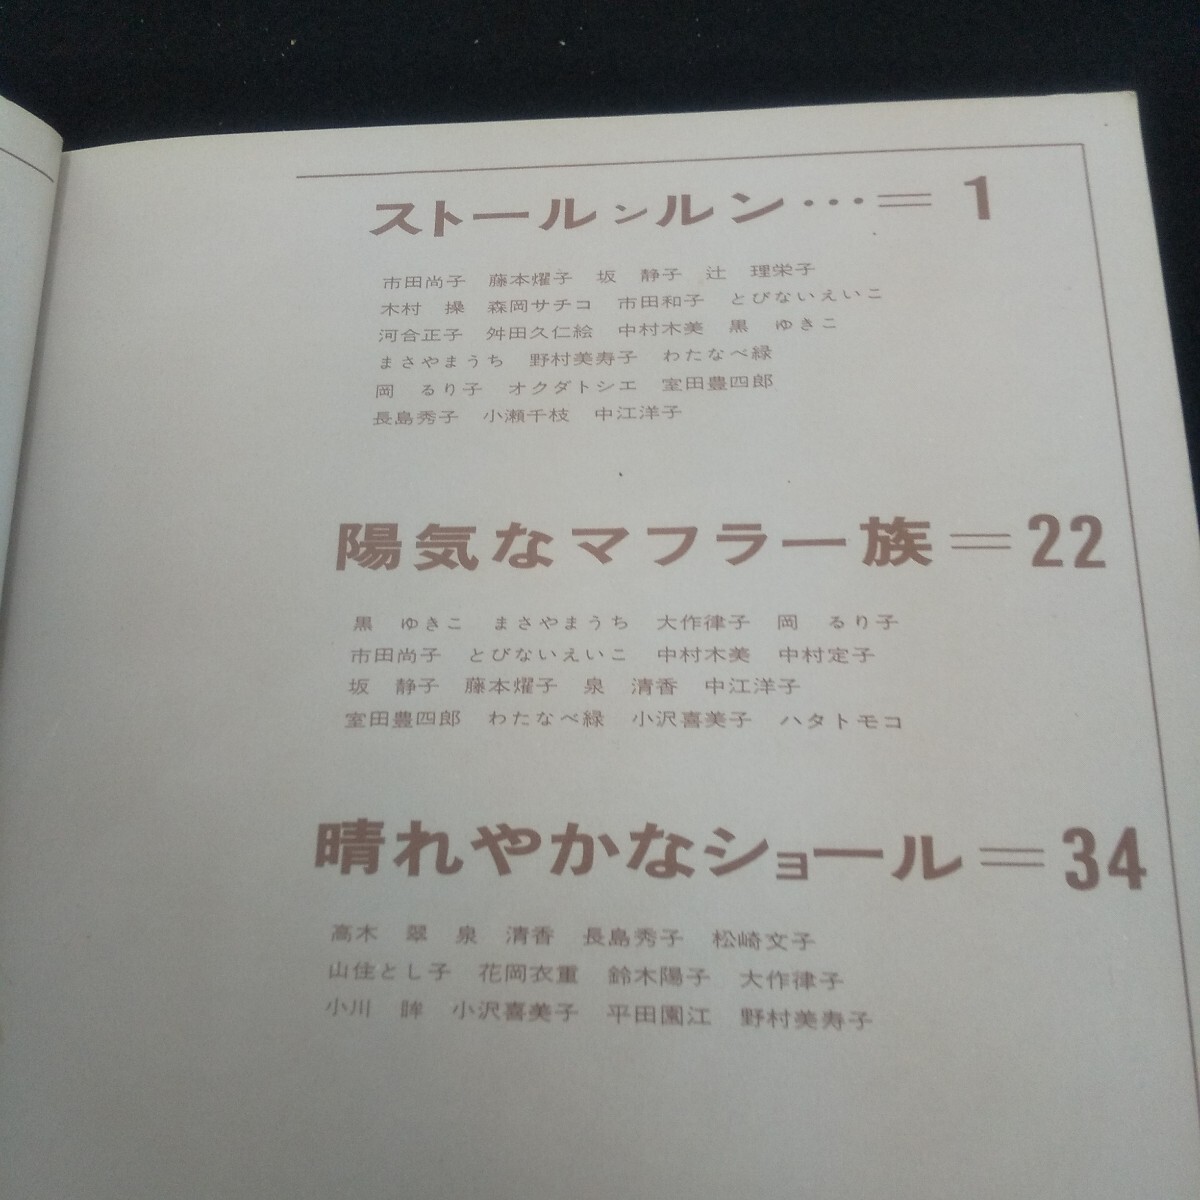 ストールンルン…＝1
市田尚子　藤本燿子　坂　静子　辻　理栄子
木村　操　森岡サチコ　市田和子　とびないえいこ
河合正子　舛田久仁絵　中村木美　黒　ゆきこ
まさやまうち　野村美寿子　わたなべ緑
岡　るり子　オクダトシエ　室田豊四郎
長島秀子　小瀬千枝　中江洋子
陽気なマフラー族＝22
黒　ゆきこ　まさやまうち　大作律子　岡　るり子
市田尚子　とびないえいこ　中村木美　中村定子
坂　静子　藤本燿子　泉　清香　中江洋子
室田豊四郎　わたなべ緑　小沢喜美子　ハタトモコ
晴れやかなショール＝34
高木　翠　泉　清香　長島秀子　松崎文子
山住とし子　花岡衣重　鈴木陽子　大作律子
小川　眸　小沢喜美子　平田園江　野村美寿子